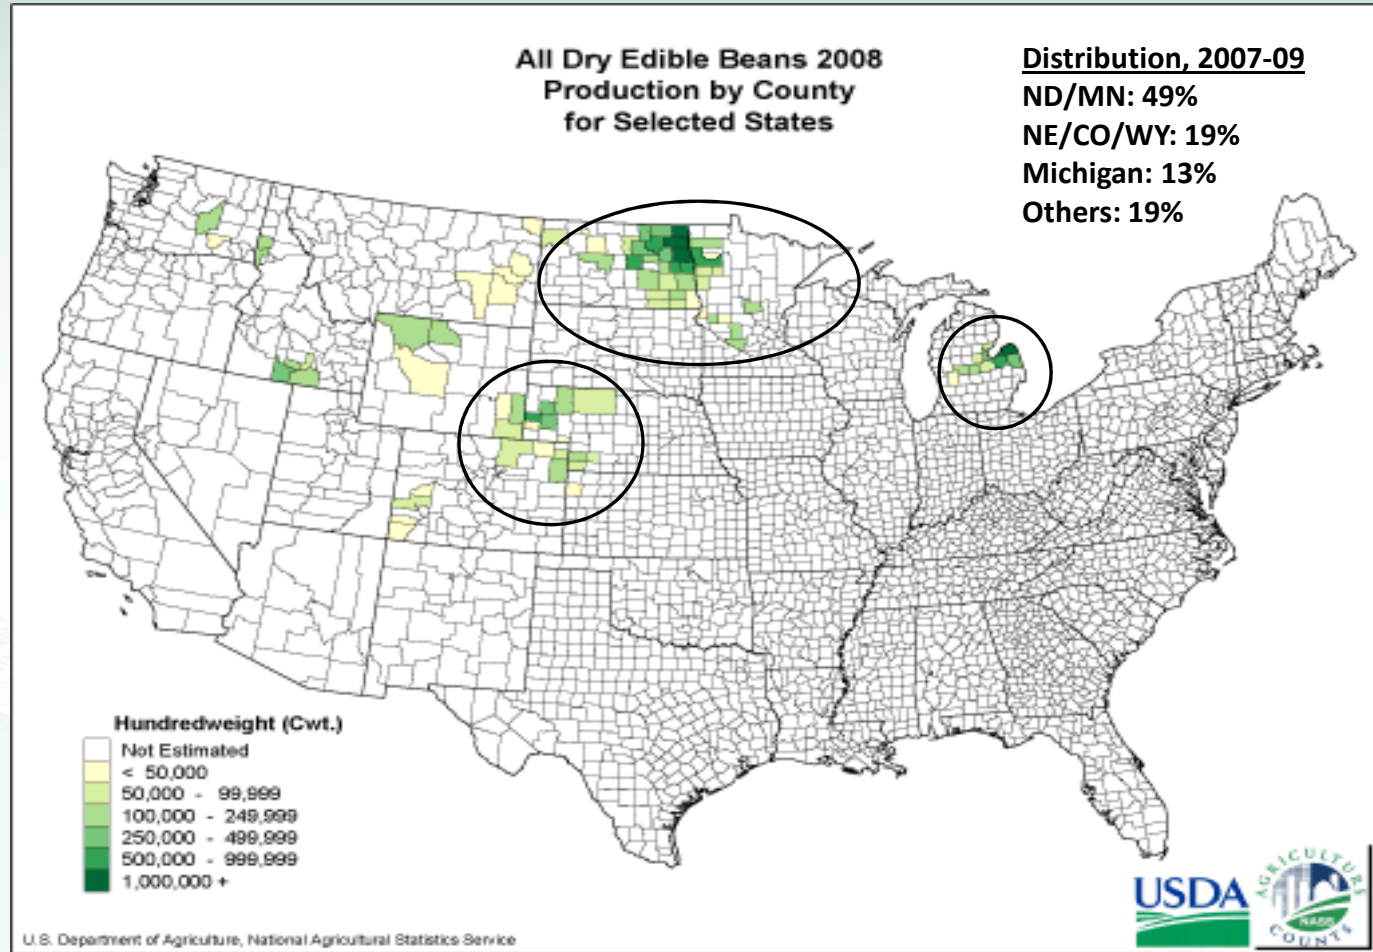 All Dry Edible Beans 2008
Production by County
for Selected States
Distribution, 2007-09
ND/MN: 49%
NE/CO/WY: 19%
Michigan: 13%
Others: 19%
Hundredweight (Cwt.)
Not Estimated
< 50,000
50,000 - 99,999
100,000 - 249,999
250,000 - 499,999
500,000 - 999,999
1,000,000 +
U.S. Department of Agriculture, National Agricultural Statistics Service
USDA
AGRICULTURE
NASS
COUNTS